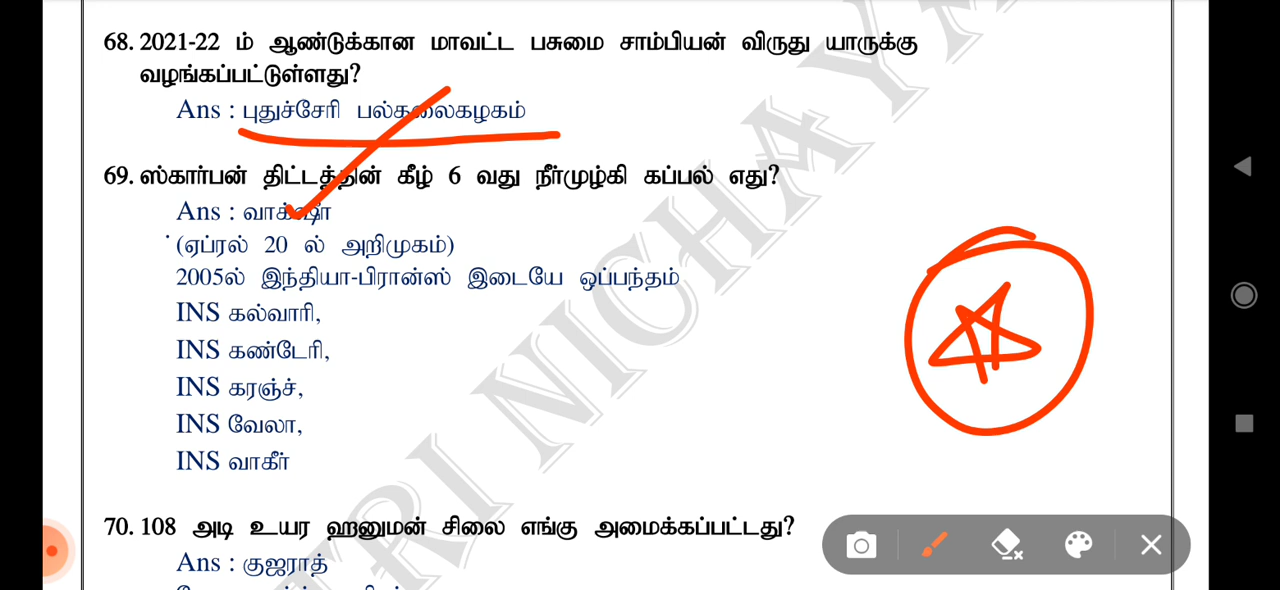 68. 2021-22 ம் ஆண்டுக்கான மாவட்ட பசுமை சாம்பியன் விருது யாருக்கு
வழங்கப்பட்டுள்ளது?
Ans : புதுச்சேரி பல்கலைகழகம்
69. ஸ்கார்பன் திட்டத்தின் கீழ் 6 வது நீர்முழ்கி கப்பல் எது?
Ans : வாக்ஷீர்
(ஏப்ரல் 20 ல் அறிமுகம்)
2005ல் இந்தியா-பிரான்ஸ் இடையே ஒப்பந்தம்
INS கல்வாரி,
INS கண்டேரி,
INS கரஞ்ச்,
INS வேலா,
INS வாகீர்
70. 108 அடி உயர ஹனுமன் சிலை எங்கு அமைக்கப்பட்டது?
Ans : குஜராத்
TRI NICHAYM